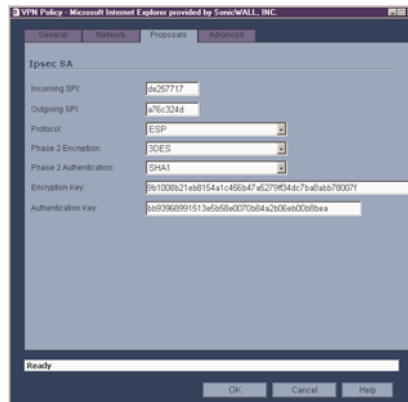 VPN Policy - Microsoft Internet Explorer provided by SonicWALL, INC.
General Network Proposals Advanced
Ipsec SA
Incoming SPI: de257717
Outgoing SPI: a76c324d
Protocol: ESP
Phase 2 Encryption: 3DES
Phase 2 Authentication: SHA1
Encryption Key: 9b1008b21eb8154a1c456b47a5279ff34dc7ba8abb78007f
Authentication Key: bb93968991513e5b58e0070b84a2b06eb00b8bea
Ready
OK Cancel Help